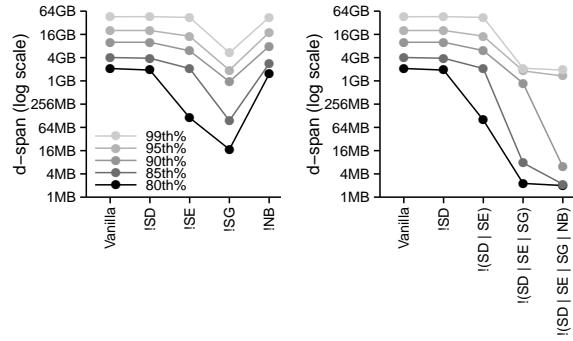 d-span (log scale)
64GB
16GB
4GB
1GB
256MB
64MB
16MB
4MB
1MB
99th%
95th%
90th%
85th%
80th%
Vanilla
!SD
!SE
!SG
!NB
d-span (log scale)
64GB
16GB
4GB
1GB
256MB
64MB
16MB
4MB
1MB
Vanilla
!SD
!(SD | SE)
!(SD | SE | SG)
!(SD | SE | SG | NB)